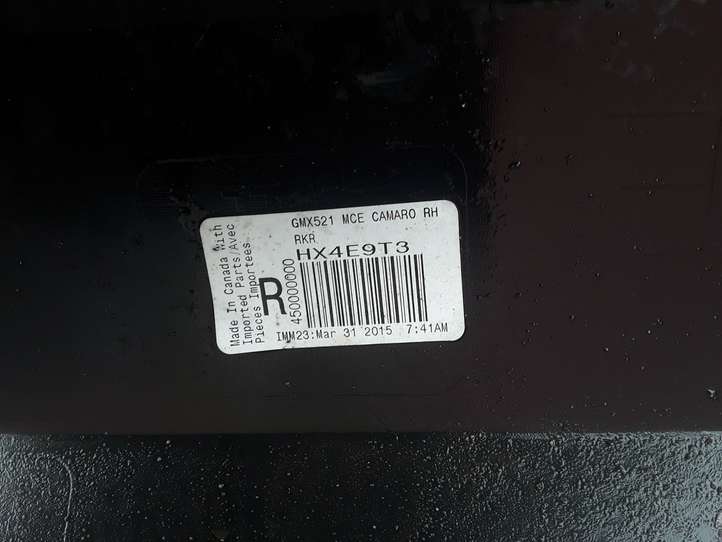 GMX521 MCE CAMARO RH
RKR
HX4E9T3
R
450000000
IMM23:Mar 31 2015 7:41AM
Made In Canada With
Imported Parts/Avec
Pieces Importees.